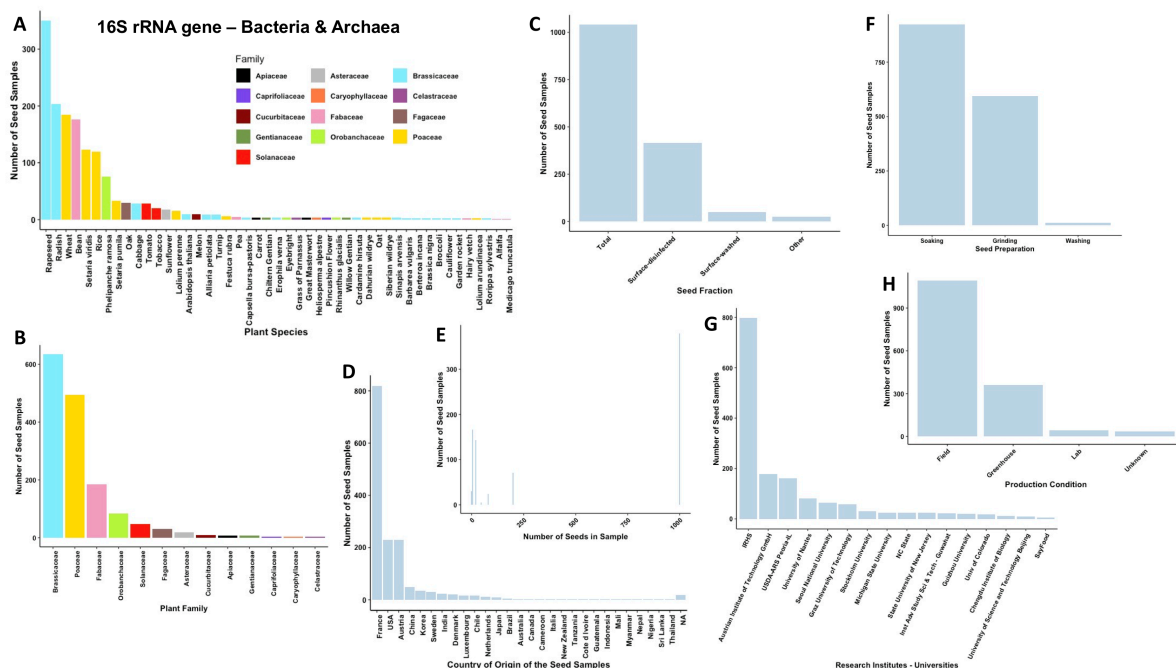 A
16S rRNA gene – Bacteria & Archaea
Number of Seed Samples
300
200
100
0
Family
Apiaceae
Asteraceae
Brassicaceae
Caprifoliaceae
Caryophyllaceae
Celastraceae
Cucurbitaceae
Fabaceae
Fagaceae
Gentianaceae
Orobanchaceae
Poaceae
Solanaceae
Rapeseed
Radish
Wheat
Bean
Setaria viridis
Rice
Phelipanche ramosa
Setaria pumila
Oak
Cabbage
Tomato
Tobacco
Sunflower
Lolium perenne
Arabidopsis thaliana
Melon
Alliaria petiolata
Turnip
Festuca rubra
Pea
Capsella bursa-pastoris
Carrot
Chiltern Gentian
Erophila verna
Eyebright
Grass of Parnassus
Great Masterwort
Heliosperma alpestre
Pincushion Flower
Rhinanthus glacialis
Willow Gentian
Cardamine hirsuta
Dahurian wildrye
Oat
Siberian wildrye
Sinapis arvensis
Barbarea vulgaris
Berteroa incana
Brassica nigra
Broccoli
Cauliflower
Garden rocket
Hairy vetch
Lolium arundinacea
Rorippa sylvestris
Alfalfa
Medicago truncatula
Plant Species
B
Number of Seed Samples
600
400
200
0
Brassicaceae
Poaceae
Fabaceae
Orobanchaceae
Solanaceae
Fagaceae
Asteraceae
Cucurbitaceae
Apiaceae
Gentianaceae
Caprifoliaceae
Caryophyllaceae
Celastraceae
Plant Family
C
Number of Seed Samples
1000
750
500
250
0
Total
Surface-disinfected
Surface-washed
Other
Seed Fraction
D
Number of Seed Samples
800
600
400
200
0
France
USA
Austria
China
Korea
Sweden
India
Denmark
Luxembourg
Chile
Netherlands
Japan
Brazil
Australia
Canada
Cameroon
Italia
New Zealand
Tanzania
Cote d Ivoire
Guatemala
Indonesia
Mali
Myanmar
Nepal
Nigeria
Sri Lanka
Thailand
NA
Country of Origin of the Seed Samples
E
Number of Seed Samples
300
200
100
0
0
250
500
750
1000
Number of Seeds in Sample
F
Number of Seed Samples
750
500
250
0
Soaking
Grinding
Washing
Seed Preparation
G
Number of Seed Samples
800
600
400
200
0
IRHS
Austrian Institute of Technology GmbH
USDA-ARS Peoria-IL
University of Nantes
Seoul National University
Graz University of Technology
Stockholm University
Michigan State University
NC State
State University of New Jersey
Inst Adv Study Sci & Tech - Guwahat
Guizhou University
Univ of Colorado
Chengdu Institute of Biology
University of Science and Technology Beijing
SayFood
Research Institutes - Universities
H
Number of Seed Samples
900
600
300
0
Field
Greenhouse
Lab
Unknown
Production Condition